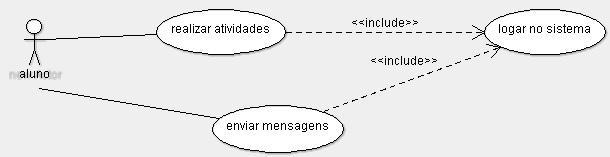 realizar atividades
<<include>>
logar no sistema
<<include>>
aluno
enviar mensagens